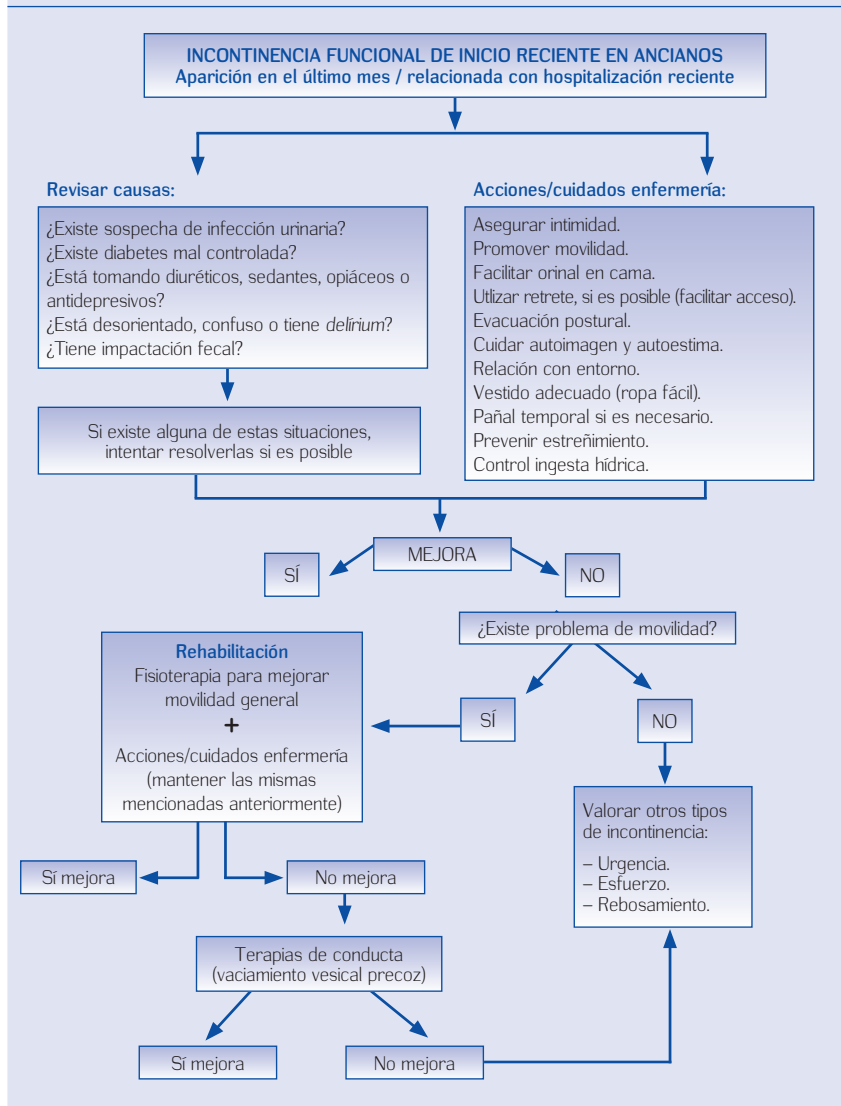 INCONTINENCIA FUNCIONAL DE INICIO RECIENTE EN ANCIANOS
Aparición en el último mes / relacionada con hospitalización reciente
Revisar causas:
¿Existe sospecha de infección urinaria?
¿Existe diabetes mal controlada?
¿Está tomando diuréticos, sedantes, opiáceos o
antidepresivos?
¿Está desorientado, confuso o tiene delírium?
¿Tiene impactación fecal?
Si existe alguna de estas situaciones,
intentar resolverlas si es posible
Acciones/cuidados enfermería:
Asegurar intimidad.
Promover movilidad.
Facilitar orinal en cama.
Utlizar retrete, si es posible (facilitar acceso).
Evacuación postural.
Cuidar autoimagen y autoestima.
Relación con entorno.
Vestido adecuado (ropa fácil).
Pañal temporal si es necesario.
Prevenir estreñimiento.
Control ingesta hídrica.
MEJORA
SÍ
NO
¿Existe problema de movilidad?
SÍ
NO
Rehabilitación
Fisioterapia para mejorar
movilidad general
+
Acciones/cuidados enfermería
(mantener las mismas
mencionadas anteriormente)
Valorar otros tipos
de incontinencia:
– Urgencia.
– Esfuerzo.
– Rebosamiento.
Sí mejora
No mejora
Terapias de conducta
(vaciamiento vesical precoz)
Sí mejora
No mejora